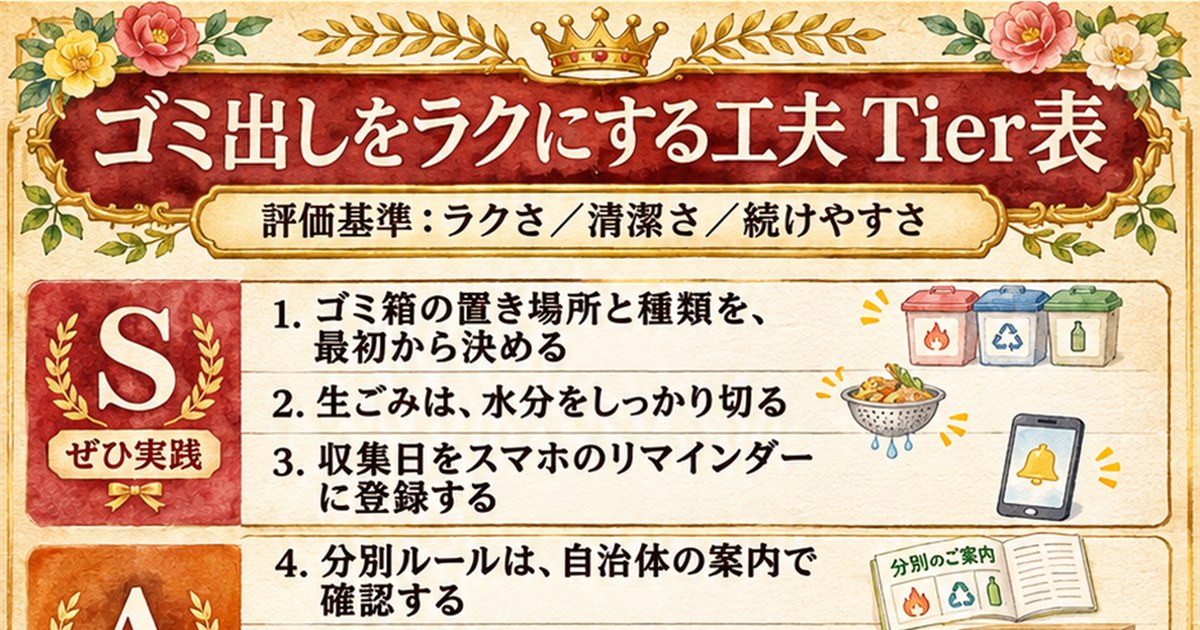 ゴミ出しをラクにする工夫 Tier表
評価基準：ラクさ／清潔さ／続けやすさ
S
ぜひ実践
1. ゴミ箱の置き場所と種類を、
最初から決める
2. 生ごみは、水分をしっかり切る
3. 収集日をスマホのリマインダー
に登録する
A
4. 分別ルールは、自治体の案内で
確認する
分別のご案内